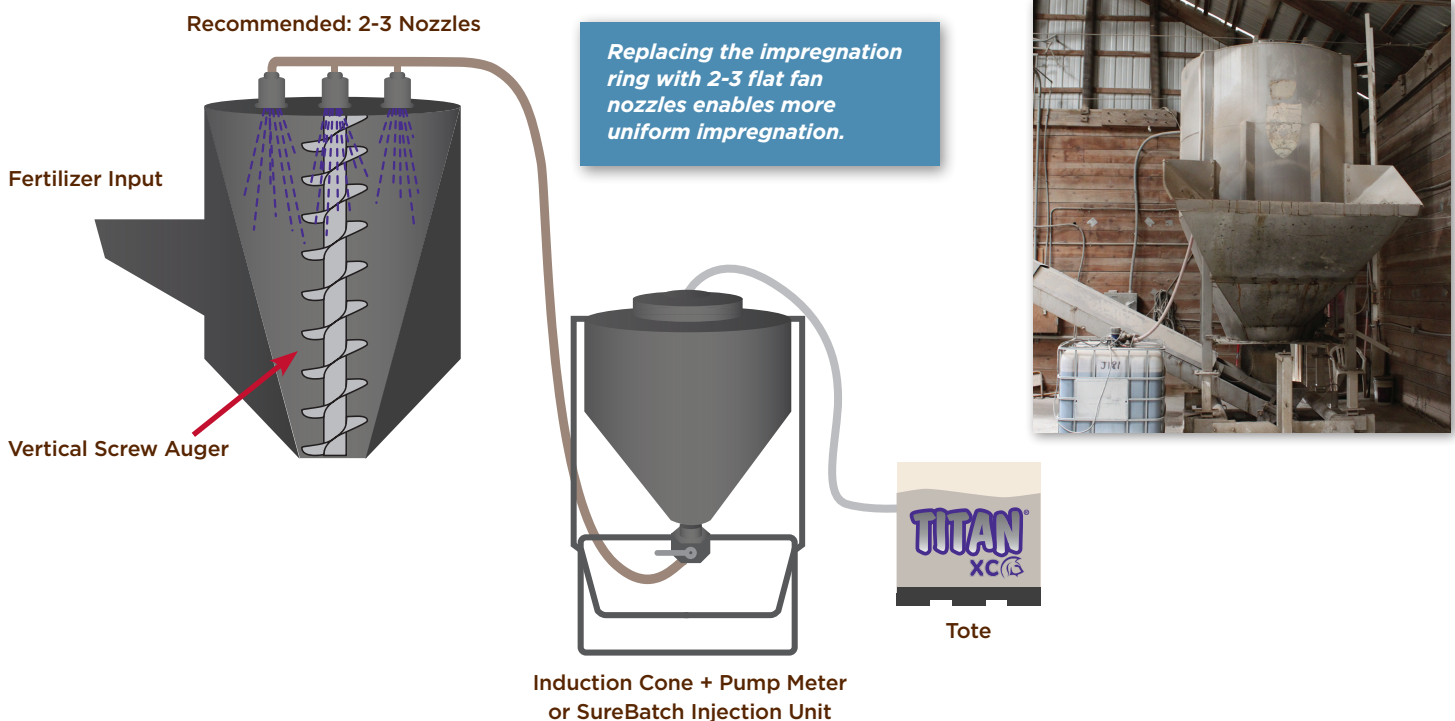 Recommended: 2-3 Nozzles
Replacing the impregnation
ring with 2-3 flat fan
nozzles enables more
uniform impregnation.
Fertilizer Input
Vertical Screw Auger
TITAN®
XC
Tote
Induction Cone + Pump Meter
or SureBatch Injection Unit